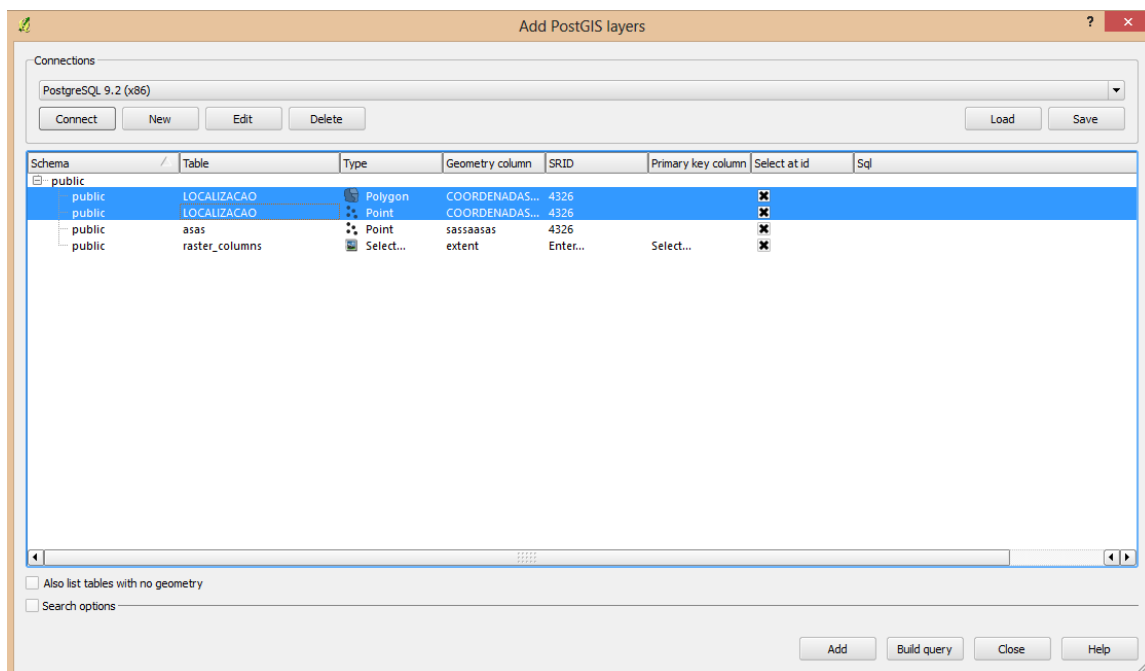 Add PostGIS layers
?
Connections
PostgreSQL 9.2 (x86)
Connect New Edit Delete Load Save
Schema Table Type Geometry column SRID Primary key column Select at id Sql
public
public LOCALIZACAO Polygon COORDENADAS... 4326
public LOCALIZACAO Point COORDENADAS... 4326
public asas Point sassaasas 4326
public raster_columns Select... extent Enter... Select...
Also list tables with no geometry
Search options
Add Build query Close Help